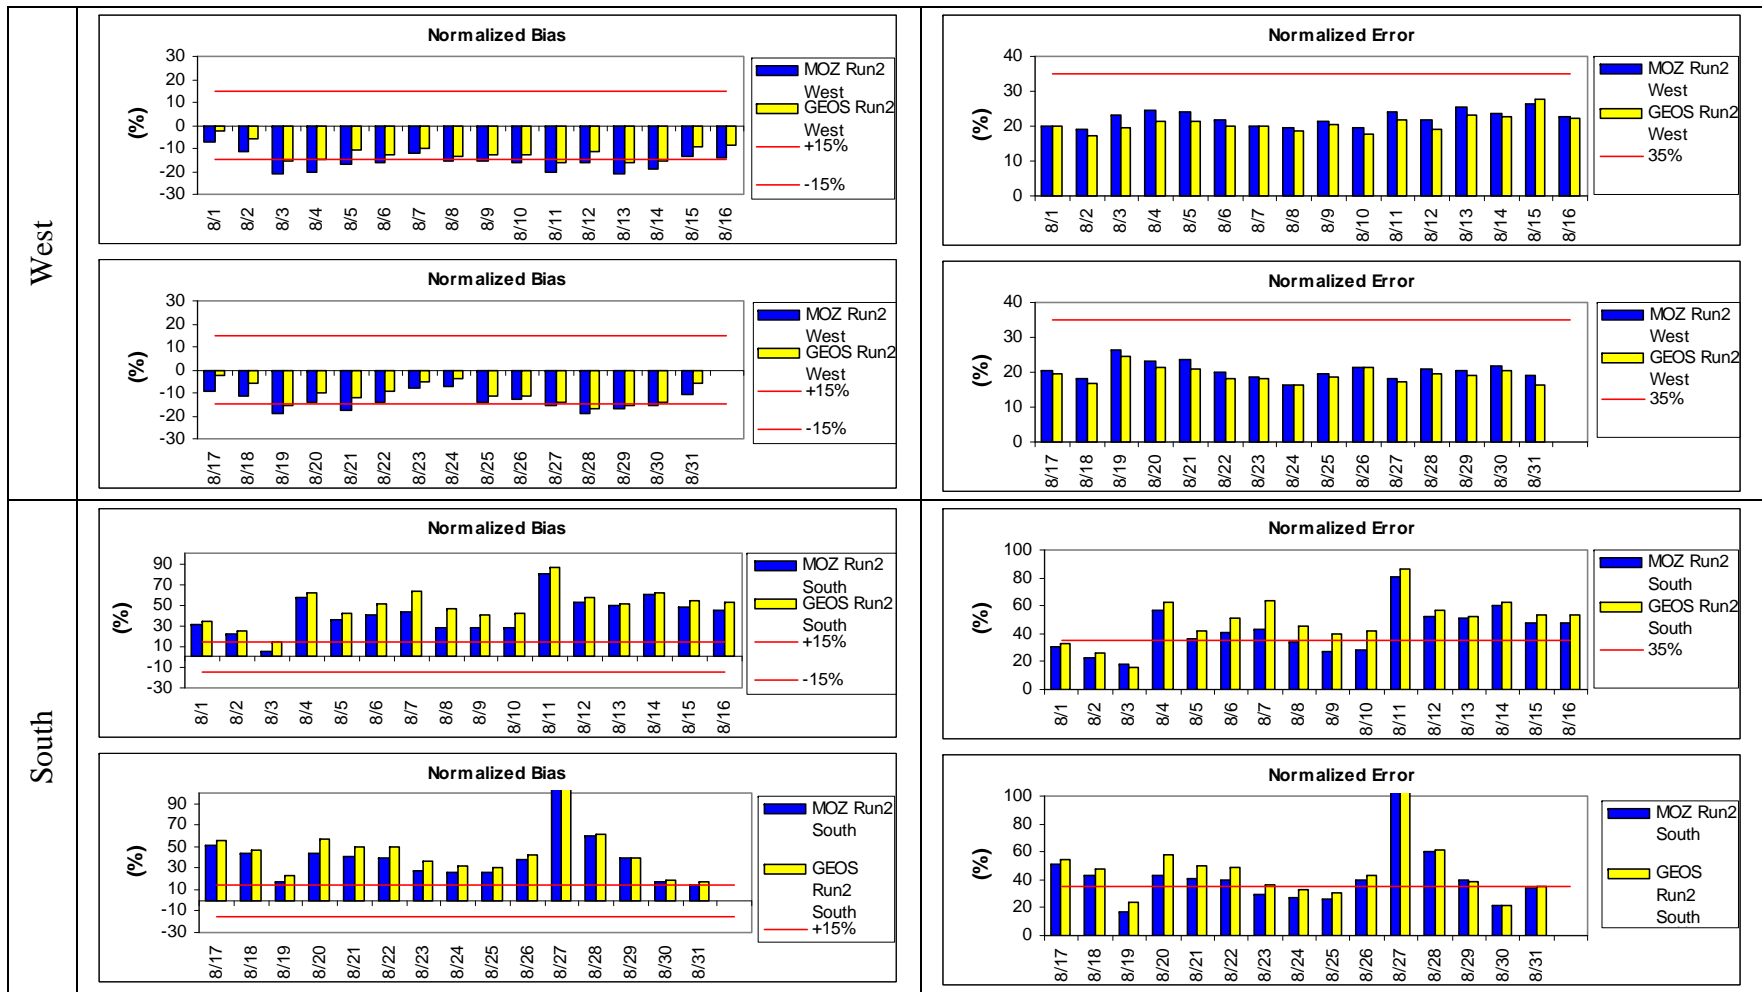 West
Normalized Bias
(%)
30
20
10
0
-10
-20
-30
8/1 8/2 8/3 8/4 8/5 8/6 8/7 8/8 8/9 8/10 8/11 8/12 8/13 8/14 8/15 8/16
MOZ Run2
West
GEOS Run2
West
+15%
-15%
Normalized Error
(%)
40
30
20
10
0
8/1 8/2 8/3 8/4 8/5 8/6 8/7 8/8 8/9 8/10 8/11 8/12 8/13 8/14 8/15 8/16
MOZ Run2
West
GEOS Run2
West
35%
Normalized Bias
(%)
30
20
10
0
-10
-20
-30
8/17 8/18 8/19 8/20 8/21 8/22 8/23 8/24 8/25 8/26 8/27 8/28 8/29 8/30 8/31
MOZ Run2
West
GEOS Run2
West
+15%
-15%
Normalized Error
(%)
40
30
20
10
0
8/17 8/18 8/19 8/20 8/21 8/22 8/23 8/24 8/25 8/26 8/27 8/28 8/29 8/30 8/31
MOZ Run2
West
GEOS Run2
West
35%
South
Normalized Bias
(%)
90
70
50
30
10
-10
-30
8/1 8/2 8/3 8/4 8/5 8/6 8/7 8/8 8/9 8/10 8/11 8/12 8/13 8/14 8/15 8/16
MOZ Run2
South
GEOS Run2
South
+15%
-15%
Normalized Error
(%)
100
80
60
40
20
0
8/1 8/2 8/3 8/4 8/5 8/6 8/7 8/8 8/9 8/10 8/11 8/12 8/13 8/14 8/15 8/16
MOZ Run2
South
GEOS Run2
South
35%
Normalized Bias
(%)
90
70
50
30
10
-10
-30
8/17 8/18 8/19 8/20 8/21 8/22 8/23 8/24 8/25 8/26 8/27 8/28 8/29 8/30 8/31
MOZ Run2
South
GEOS
Run2
South
+15%
Normalized Error
(%)
100
80
60
40
20
0
8/17 8/18 8/19 8/20 8/21 8/22 8/23 8/24 8/25 8/26 8/27 8/28 8/29 8/30 8/31
MOZ Run2
South
GEOS
Run2
South